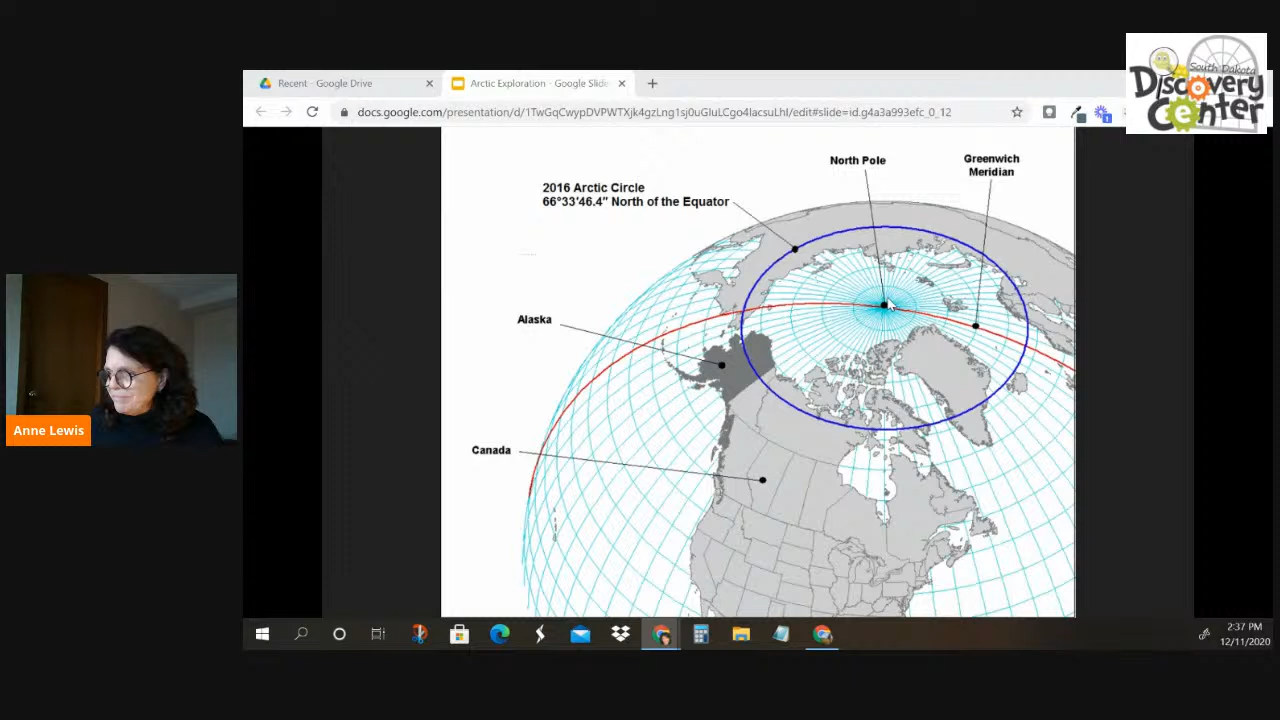 South Dakota
Discovery
Center
Recent - Google Drive
Arctic Exploration - Google Slide
docs.google.com/presentation/d/1TwGqCwypDVPWTXjk4gzLng1sj0uGIuLCgo4IacsuLhI/edit#slide=id.g4a3a993efc_0_12
North Pole
Greenwich
Meridian
2016 Arctic Circle
66°33'46.4" North of the Equator
Alaska
Anne Lewis
Canada
2:37 PM
12/11/2020